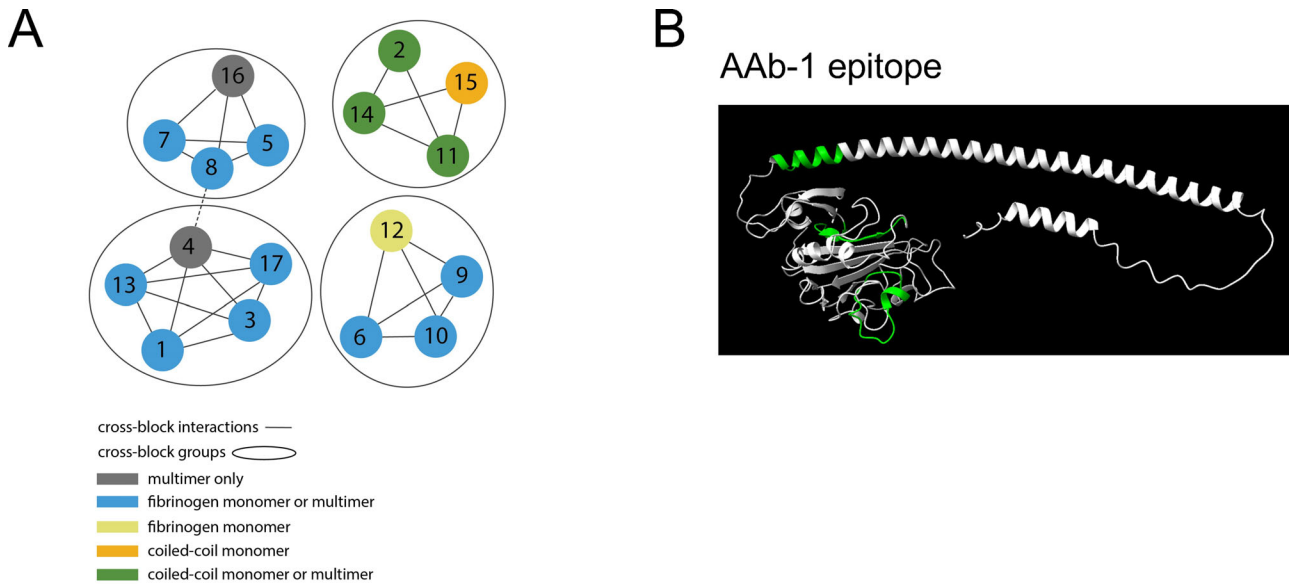 A
B
AAb-1 epitope
16
7
5
8
2
15
14
11
4
13
17
3
1
12
9
6
10
cross-block interactions
cross-block groups
multimer only
fibrinogen monomer or multimer
fibrinogen monomer
coiled-coil monomer
coiled-coil monomer or multimer